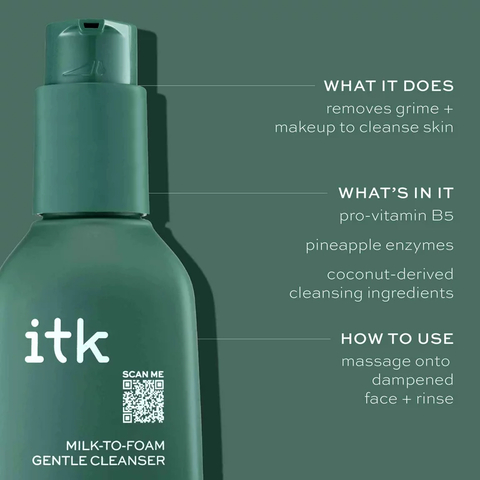 WHAT IT DOES
removes grime +
makeup to cleanse skin
WHAT'S IN IT
pro-vitamin B5
pineapple enzymes
coconut-derived
cleansing ingredients
HOW TO USE
massage onto
dampened
face + rinse
itk
SCAN ME
MILK-TO-FOAM
GENTLE CLEANSER